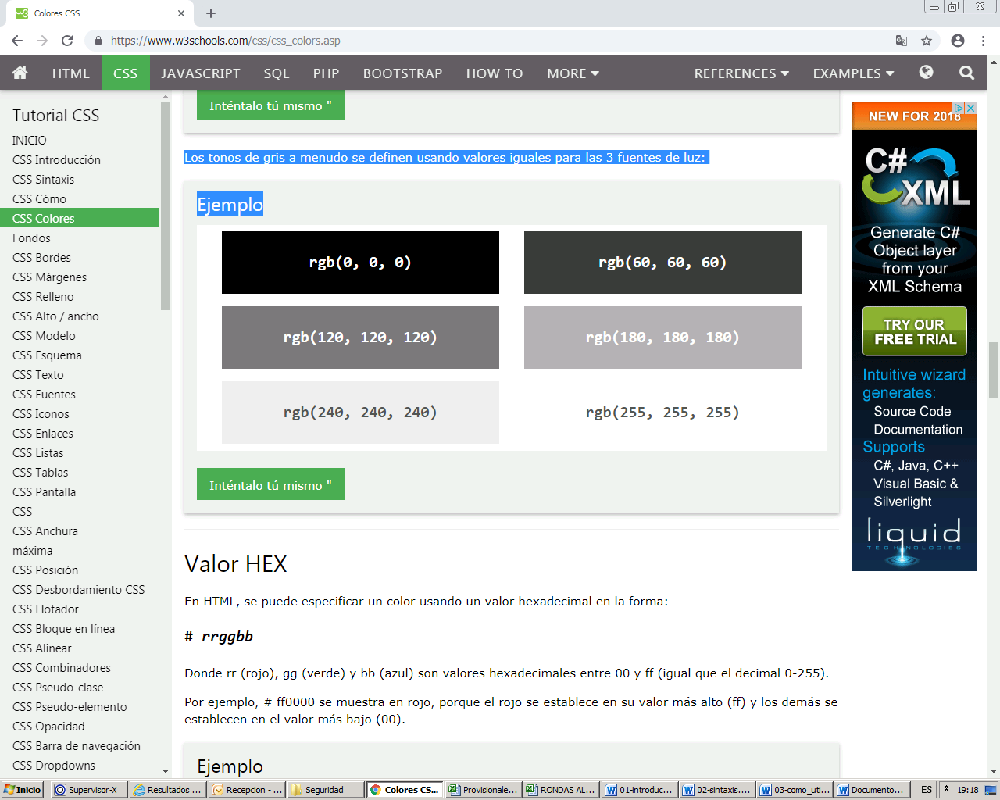 Colores CSS
https://www.w3schools.com/css/css_colors.asp
HTML CSS JAVASCRIPT SQL PHP BOOTSTRAP HOW TO MORE REFERENCES EXAMPLES
Tutorial CSS
INICIO
CSS Introducción
CSS Sintaxis
CSS Cómo
CSS Colores
Fondos
CSS Bordes
CSS Márgenes
CSS Relleno
CSS Alto / ancho
CSS Modelo
CSS Esquema
CSS Texto
CSS Fuentes
CSS Iconos
CSS Enlaces
CSS Listas
CSS Tablas
CSS Pantalla
CSS
CSS Anchura
máxima
CSS Posición
CSS Desbordamiento CSS
CSS Flotador
CSS Bloque en línea
CSS Alinear
CSS Combinadores
CSS Pseudo-clase
CSS Pseudo-elemento
CSS Opacidad
CSS Barra de navegación
CSS Dropdowns
Inténtalo tú mismo "
Los tonos de gris a menudo se definen usando valores iguales para las 3 fuentes de luz:
Ejemplo
rgb(0, 0, 0)
rgb(60, 60, 60)
rgb(120, 120, 120)
rgb(180, 180, 180)
rgb(240, 240, 240)
rgb(255, 255, 255)
Inténtalo tú mismo "
Valor HEX
En HTML, se puede especificar un color usando un valor hexadecimal en la forma:
# rrggbb
Donde rr (rojo), gg (verde) y bb (azul) son valores hexadecimales entre 00 y ff (igual que el decimal 0-255).
Por ejemplo, # ff0000 se muestra en rojo, porque el rojo se establece en su valor más alto (ff) y los demás se
establecen en el valor más bajo (00).
Ejemplo
NEW FOR 2018
C#
XML
Generate C#
Object layer
from your
XML Schema
TRY OUR
FREE TRIAL
Intuitive wizard
generates:
Source Code
Documentation
Supports
C#, Java, C++
Visual Basic &
Silverlight
liquid
TECHNOLOGIES
Inicio Supervisor-X Resultados ... Recepcion - ... Seguridad Colores CS... Provisionale... RONDAS AL... 01-introduc... 02-sintaxis.... 03-como_uti... Documento... ES 19:18